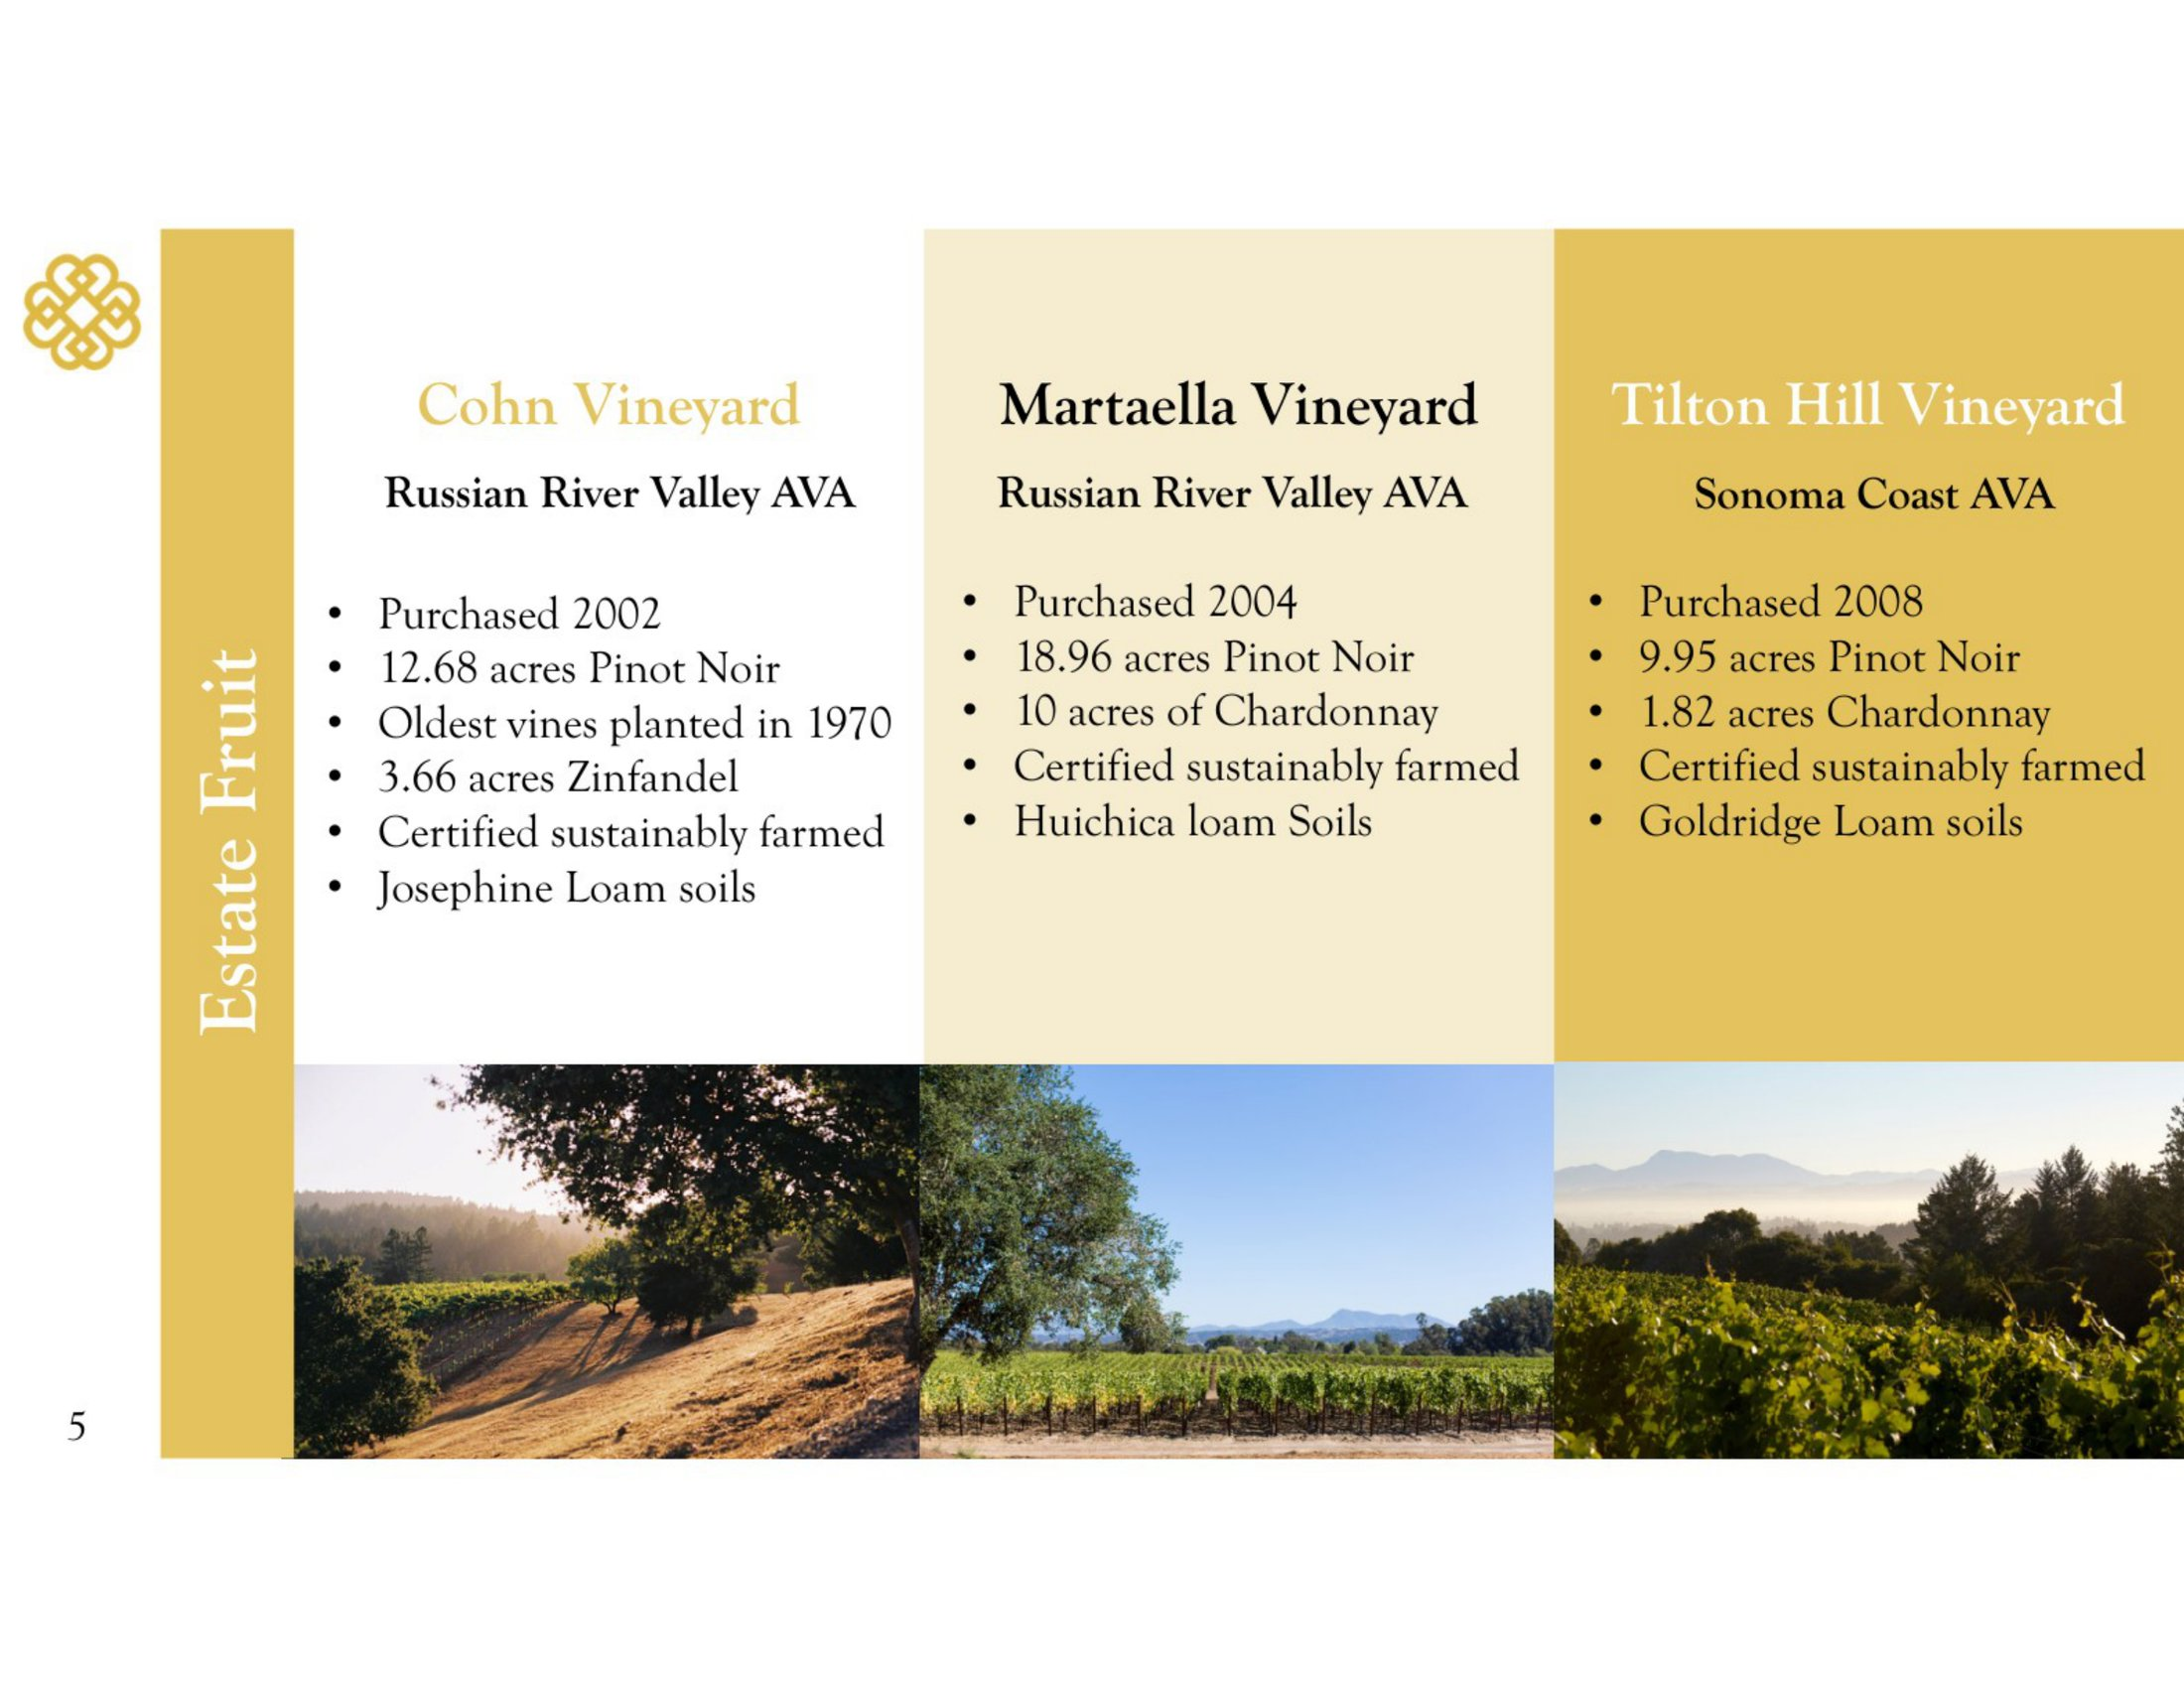 Estate Fruit
Cohn Vineyard
Russian River Valley AVA
• Purchased 2002
• 12.68 acres Pinot Noir
• Oldest vines planted in 1970
• 3.66 acres Zinfandel
• Certified sustainably farmed
• Josephine Loam soils
Martaella Vineyard
Russian River Valley AVA
• Purchased 2004
• 18.96 acres Pinot Noir
• 10 acres of Chardonnay
• Certified sustainably farmed
• Huichica loam Soils
Tilton Hill Vineyard
Sonoma Coast AVA
• Purchased 2008
• 9.95 acres Pinot Noir
• 1.82 acres Chardonnay
• Certified sustainably farmed
• Goldridge Loam soils
5